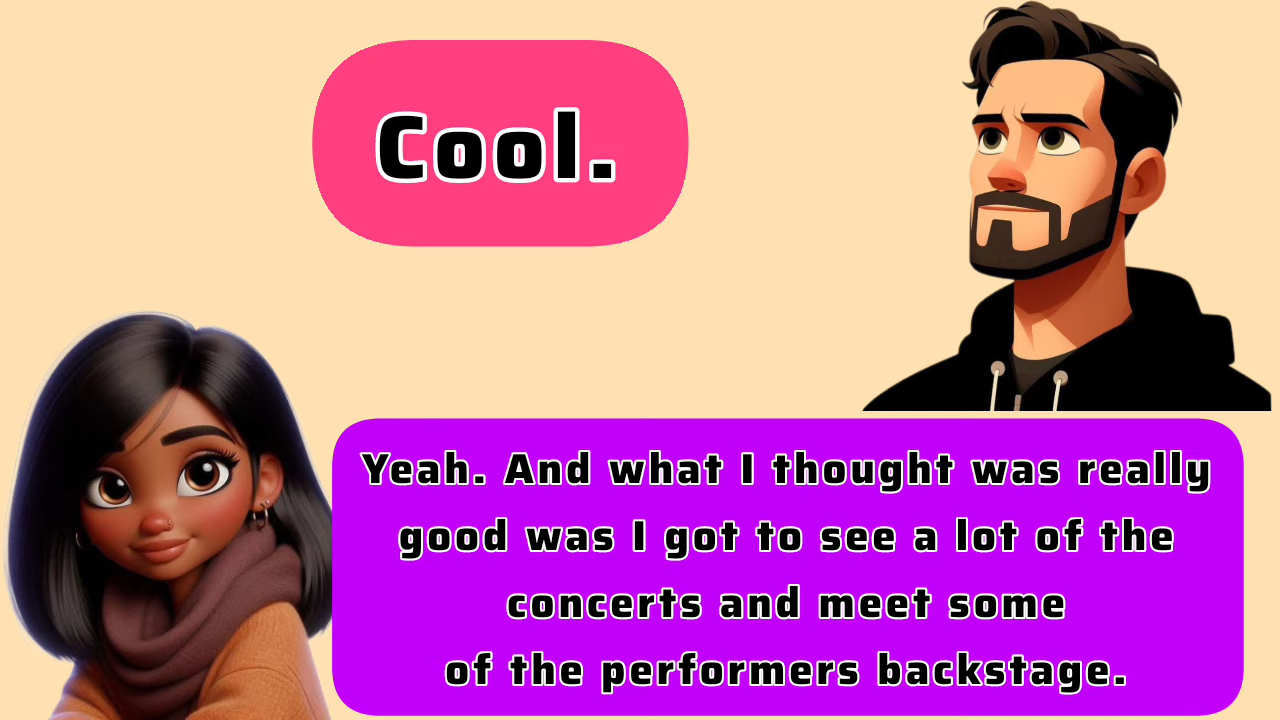 Cool.
Yeah. And what I thought was really
good was I got to see a lot of the
concerts and meet some
of the performers backstage.